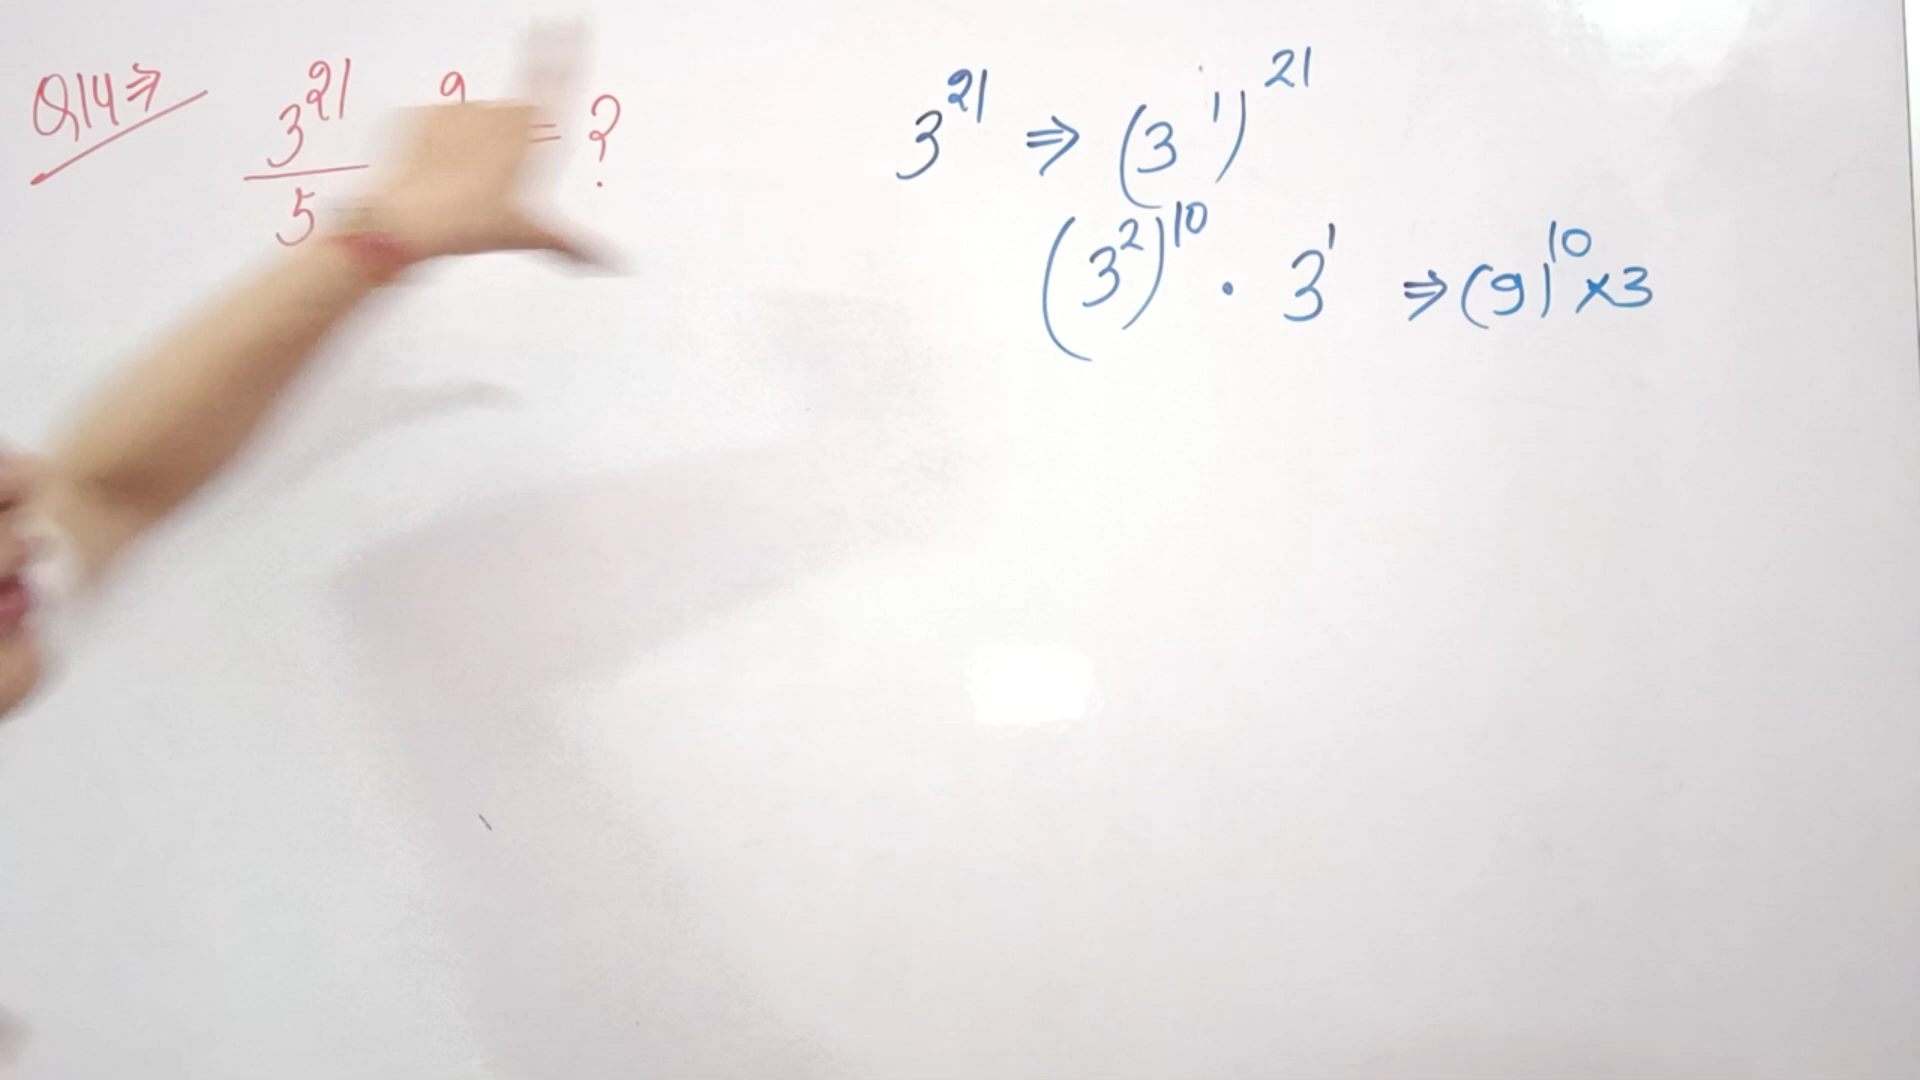 Q14⇒ 3^21 / 5 = ?
3^21 ⇒ (3^1)^21
(3^2)^10 · 3^1 ⇒ (9)^10 × 3